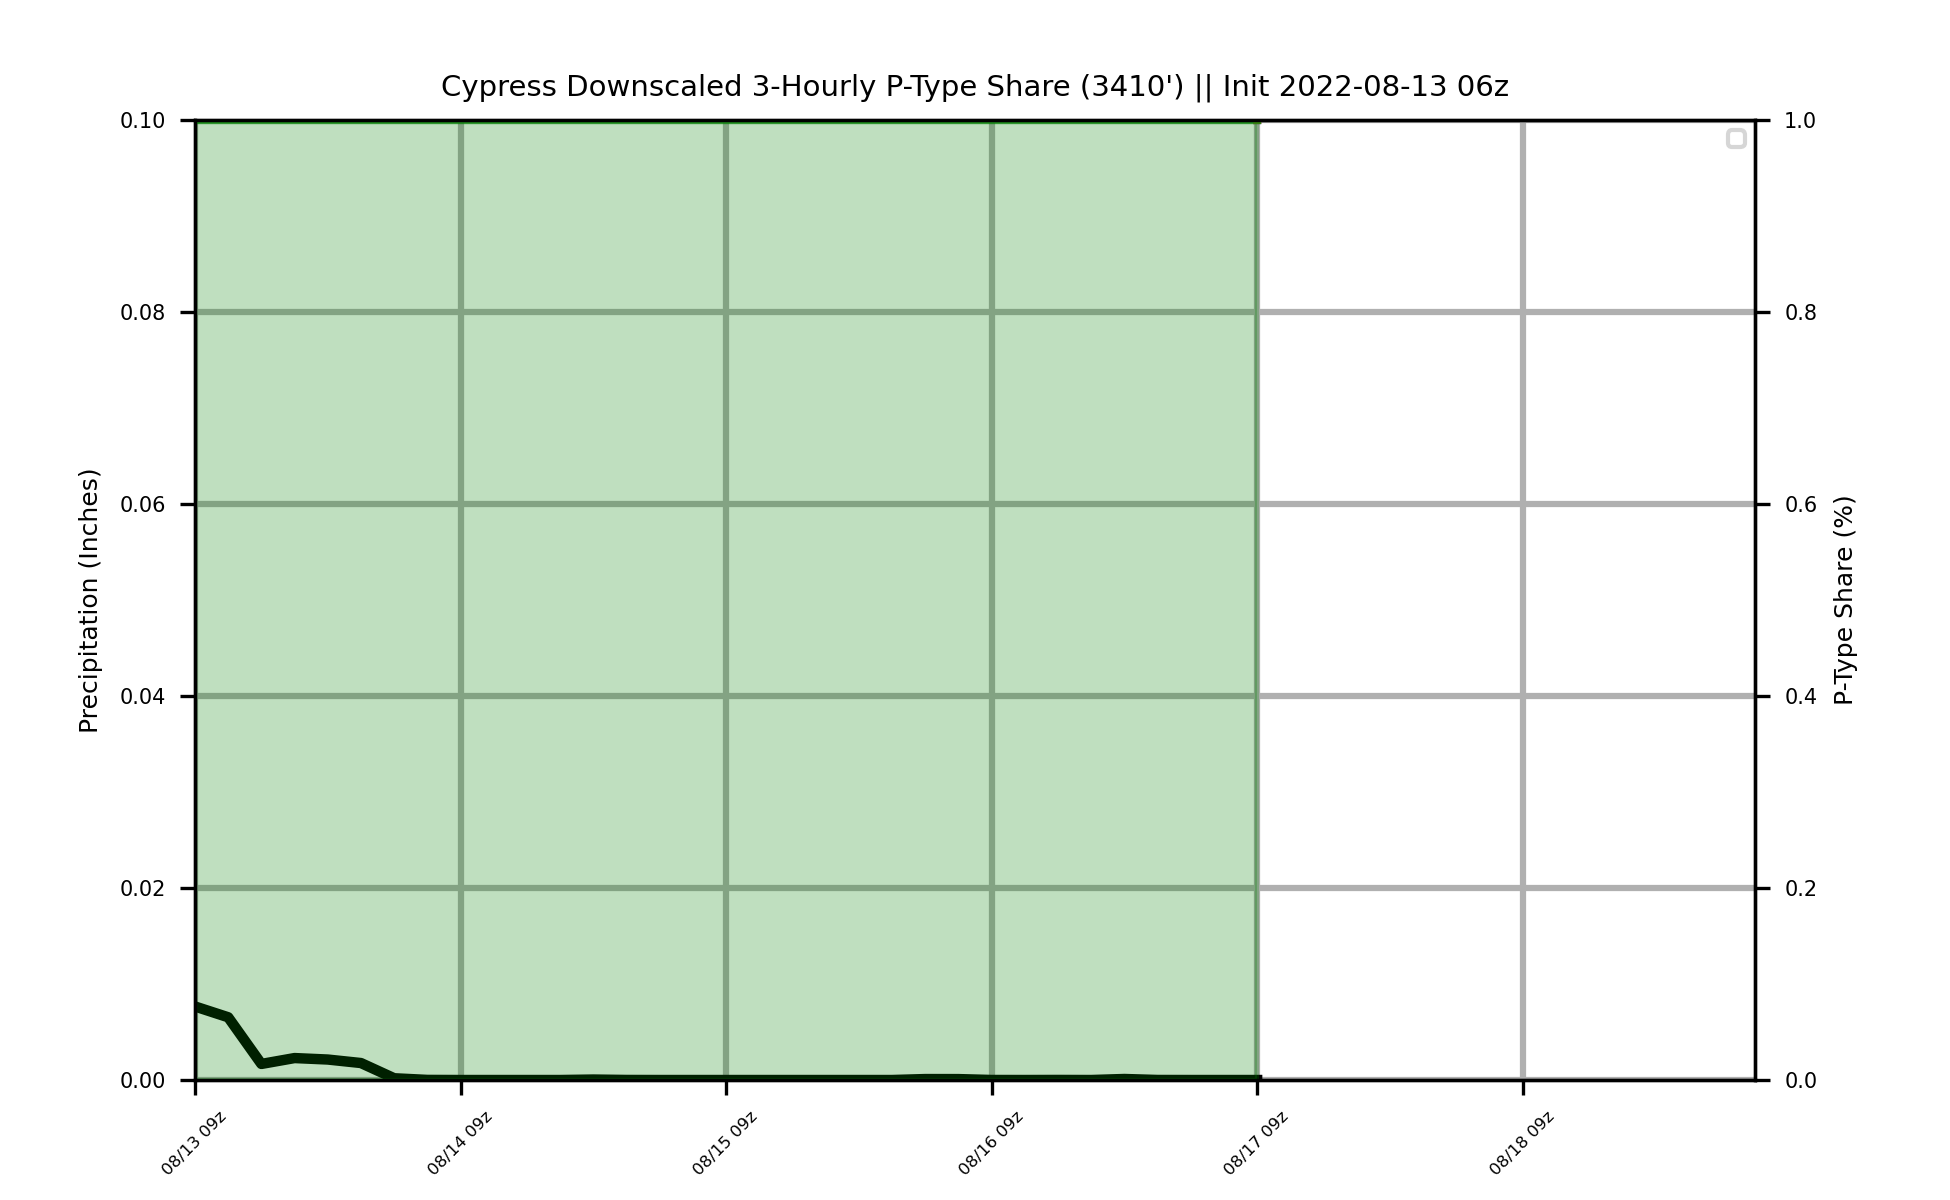 Cypress Downscaled 3-Hourly P-Type Share (3410') || Init 2022-08-13 06z
0.10
0.08
0.06
0.04
0.02
0.00
Precipitation (Inches)
1.0
0.8
0.6
0.4
0.2
0.0
P-Type Share (%)
08/13 09z
08/14 09z
08/15 09z
08/16 09z
08/17 09z
08/18 09z